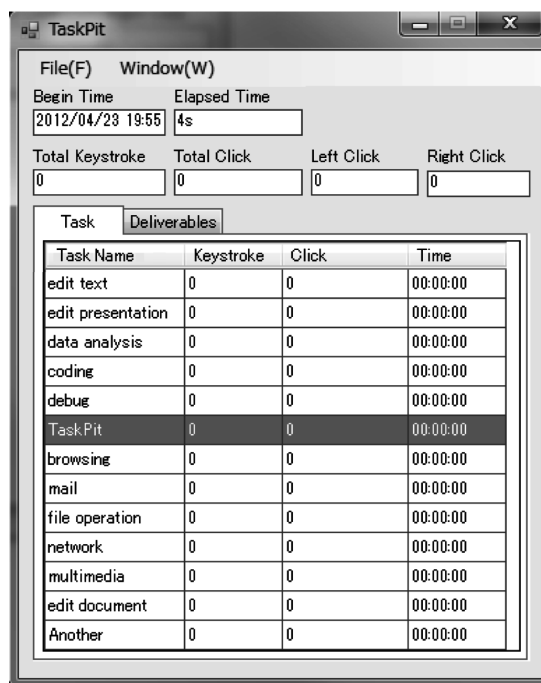 TaskPit
File(F) Window(W)
Begin Time Elapsed Time
2012/04/23 19:55 4s
Total Keystroke Total Click Left Click Right Click
0 0 0 0
Task Deliverables
Task Name Keystroke Click Time
edit text 0 0 00:00:00
edit presentation 0 0 00:00:00
data analysis 0 0 00:00:00
coding 0 0 00:00:00
debug 0 0 00:00:00
TaskPit 0 0 00:00:00
browsing 0 0 00:00:00
mail 0 0 00:00:00
file operation 0 0 00:00:00
network 0 0 00:00:00
multimedia 0 0 00:00:00
edit document 0 0 00:00:00
Another 0 0 00:00:00